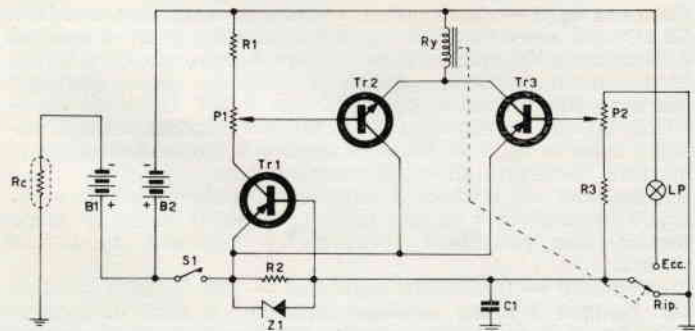 R1
Ry
Tr2
Tr3
P1
P2
Tr1
Rc
B1
B2
R3
LP
S1
R2
Z1
C1
Ecc.
Rip.
- -
+ +